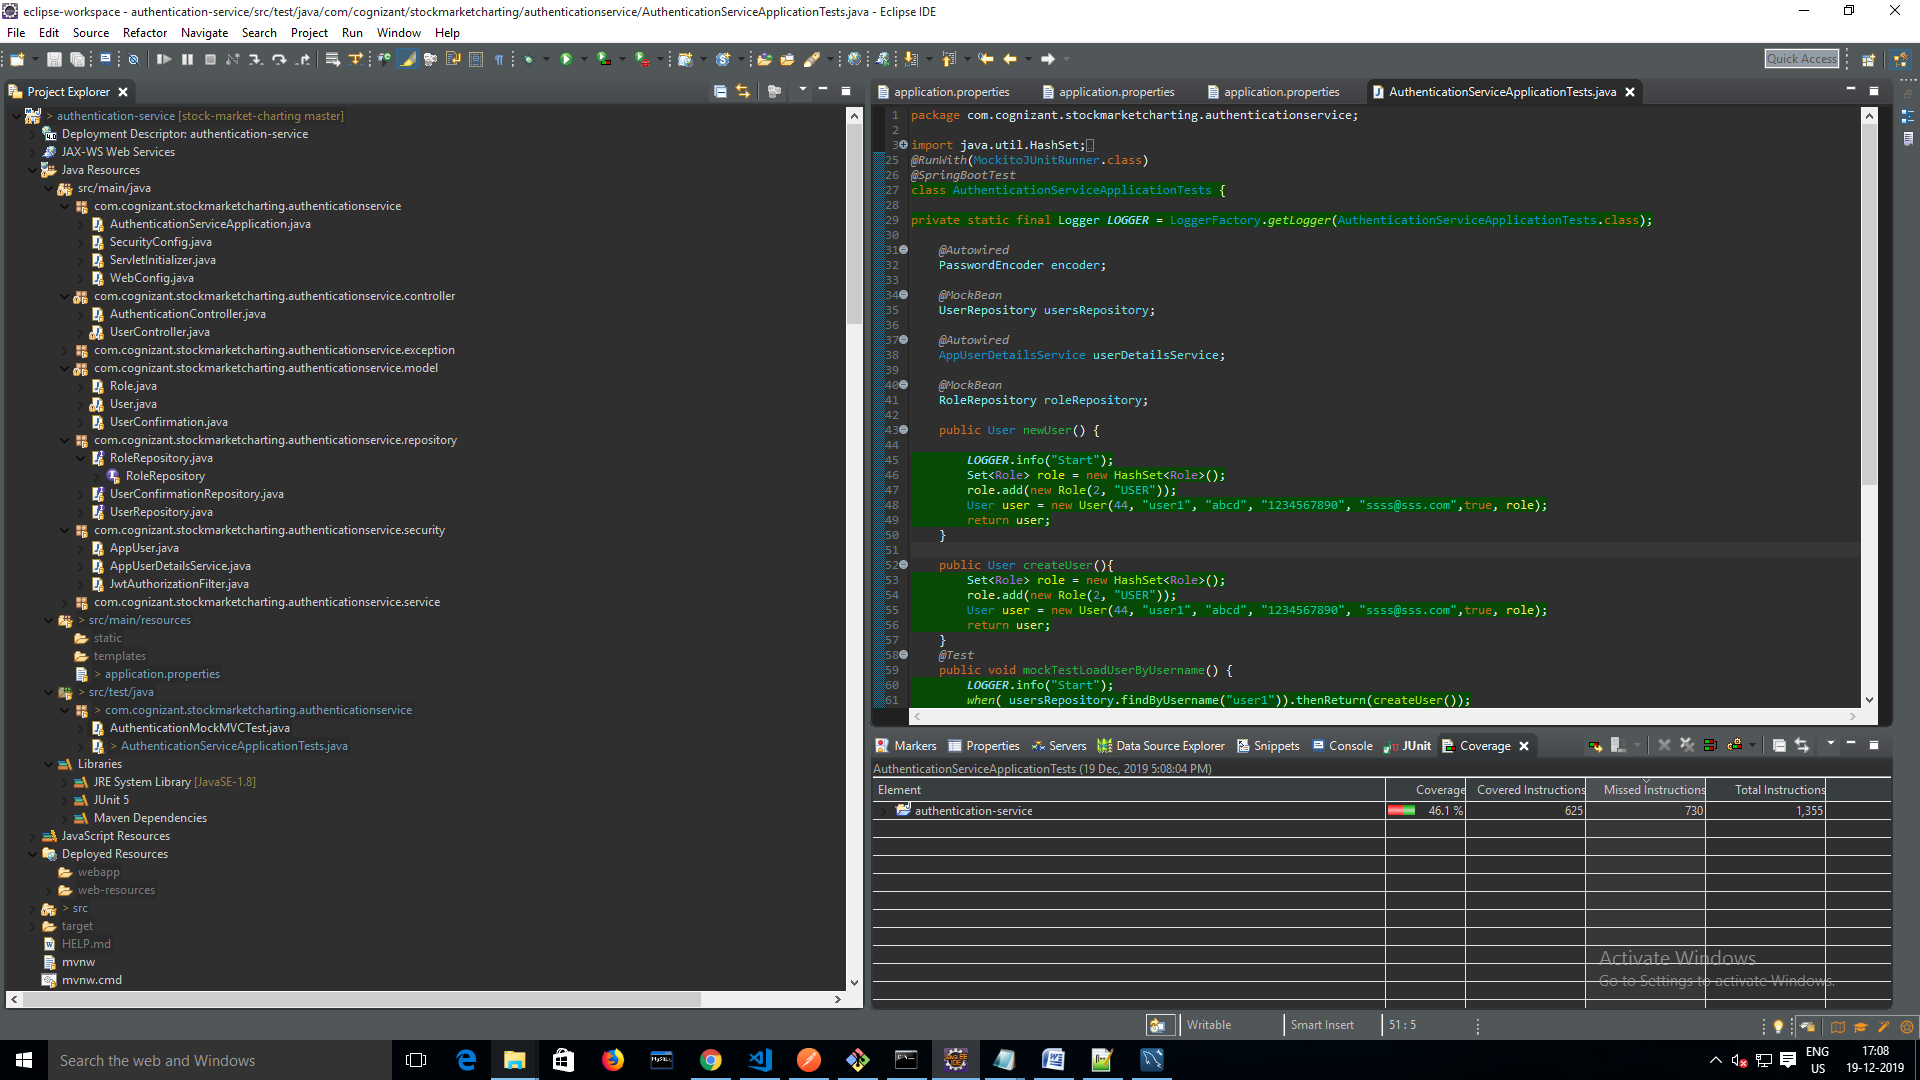 eclipse-workspace - authentication-service/src/test/java/com/cognizant/stockmarketcharting/authenticationservice/AuthenticationServiceApplicationTests.java - Eclipse IDE
File Edit Source Refactor Navigate Search Project Run Window Help
Quick Access
Project Explorer
> authentication-service [stock-market-charting master]
Deployment Descriptor: authentication-service
JAX-WS Web Services
Java Resources
src/main/java
com.cognizant.stockmarketcharting.authenticationservice
AuthenticationServiceApplication.java
SecurityConfig.java
ServletInitializer.java
WebConfig.java
com.cognizant.stockmarketcharting.authenticationservice.controller
AuthenticationController.java
UserController.java
com.cognizant.stockmarketcharting.authenticationservice.exception
com.cognizant.stockmarketcharting.authenticationservice.model
Role.java
User.java
UserConfirmation.java
com.cognizant.stockmarketcharting.authenticationservice.repository
RoleRepository.java
RoleRepository
UserConfirmationRepository.java
UserRepository.java
com.cognizant.stockmarketcharting.authenticationservice.security
AppUser.java
AppUserDetailsService.java
JwtAuthorizationFilter.java
com.cognizant.stockmarketcharting.authenticationservice.service
> src/main/resources
static
templates
> application.properties
> src/test/java
> com.cognizant.stockmarketcharting.authenticationservice
AuthenticationMockMVCTest.java
> AuthenticationServiceApplicationTests.java
Libraries
JRE System Library [JavaSE-1.8]
JUnit 5
Maven Dependencies
JavaScript Resources
Deployed Resources
webapp
web-resources
> src
target
HELP.md
mvnw
mvnw.cmd
application.properties application.properties application.properties AuthenticationServiceApplicationTests.java
1 package com.cognizant.stockmarketcharting.authenticationservice;
2
3 import java.util.HashSet;
25 @RunWith(MockitoJUnitRunner.class)
26 @SpringBootTest
27 class AuthenticationServiceApplicationTests {
28
29 private static final Logger LOGGER = LoggerFactory.getLogger(AuthenticationServiceApplicationTests.class);
30
31 @Autowired
32 PasswordEncoder encoder;
33
34 @MockBean
35 UserRepository usersRepository;
36
37 @Autowired
38 AppUserDetailsService userDetailsService;
39
40 @MockBean
41 RoleRepository roleRepository;
42
43 public User newUser() {
44
45 LOGGER.info("Start");
46 Set<Role> role = new HashSet<Role>();
47 role.add(new Role(2, "USER"));
48 User user = new User(44, "user1", "abcd", "1234567890", "ssss@sss.com",true, role);
49 return user;
50 }
51
52 public User createUser(){
53 Set<Role> role = new HashSet<Role>();
54 role.add(new Role(2, "USER"));
55 User user = new User(44, "user1", "abcd", "1234567890", "ssss@sss.com",true, role);
56 return user;
57 }
58 @Test
59 public void mockTestLoadUserByUsername() {
60 LOGGER.info("Start");
61 when( usersRepository.findByUsername("user1")).thenReturn(createUser());
Markers Properties Servers Data Source Explorer Snippets Console JUnit Coverage
AuthenticationServiceApplicationTests (19 Dec, 2019 5:08:04 PM)
Element Coverage Covered Instructions Missed Instructions Total Instructions
authentication-service 46.1 % 625 730 1,355
Activate Windows
Go to Settings to activate Windows.
Writable Smart Insert 51 : 5
Search the web and Windows
ENG 17:08
US 19-12-2019